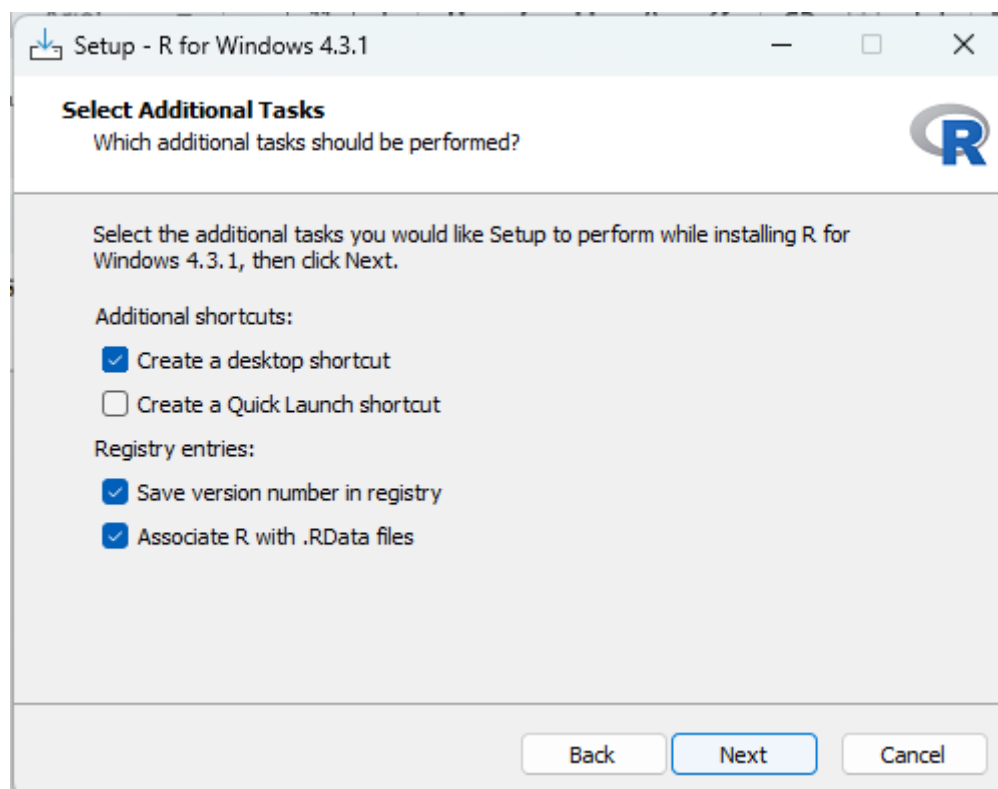 Setup - R for Windows 4.3.1
Select Additional Tasks
Which additional tasks should be performed?
R
Select the additional tasks you would like Setup to perform while installing R for
Windows 4.3.1, then click Next.
Additional shortcuts:
Create a desktop shortcut
Create a Quick Launch shortcut
Registry entries:
Save version number in registry
Associate R with .RData files
Back Next Cancel